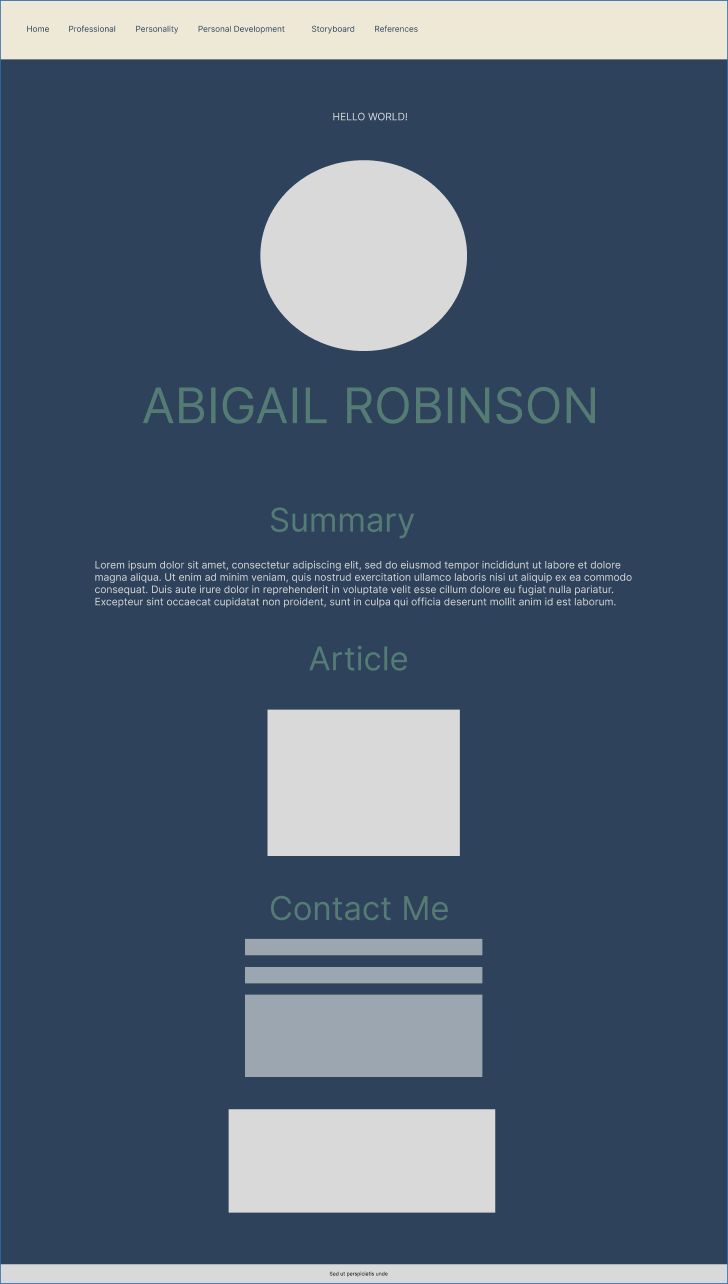 Home Professional Personality Personal Development Storyboard References
HELLO WORLD!
ABIGAIL ROBINSON
Summary
Lorem ipsum dolor sit amet, consectetur adipiscing elit, sed do eiusmod tempor incididunt ut labore et dolore
magna aliqua. Ut enim ad minim veniam, quis nostrud exercitation ullamco laboris nisi ut aliquip ex ea commodo
consequat. Duis aute irure dolor in reprehenderit in voluptate velit esse cillum dolore eu fugiat nulla pariatur.
Excepteur sint occaecat cupidatat non proident, sunt in culpa qui officia deserunt mollit anim id est laborum.
Article
Contact Me
Sed ut perspiciatis unde